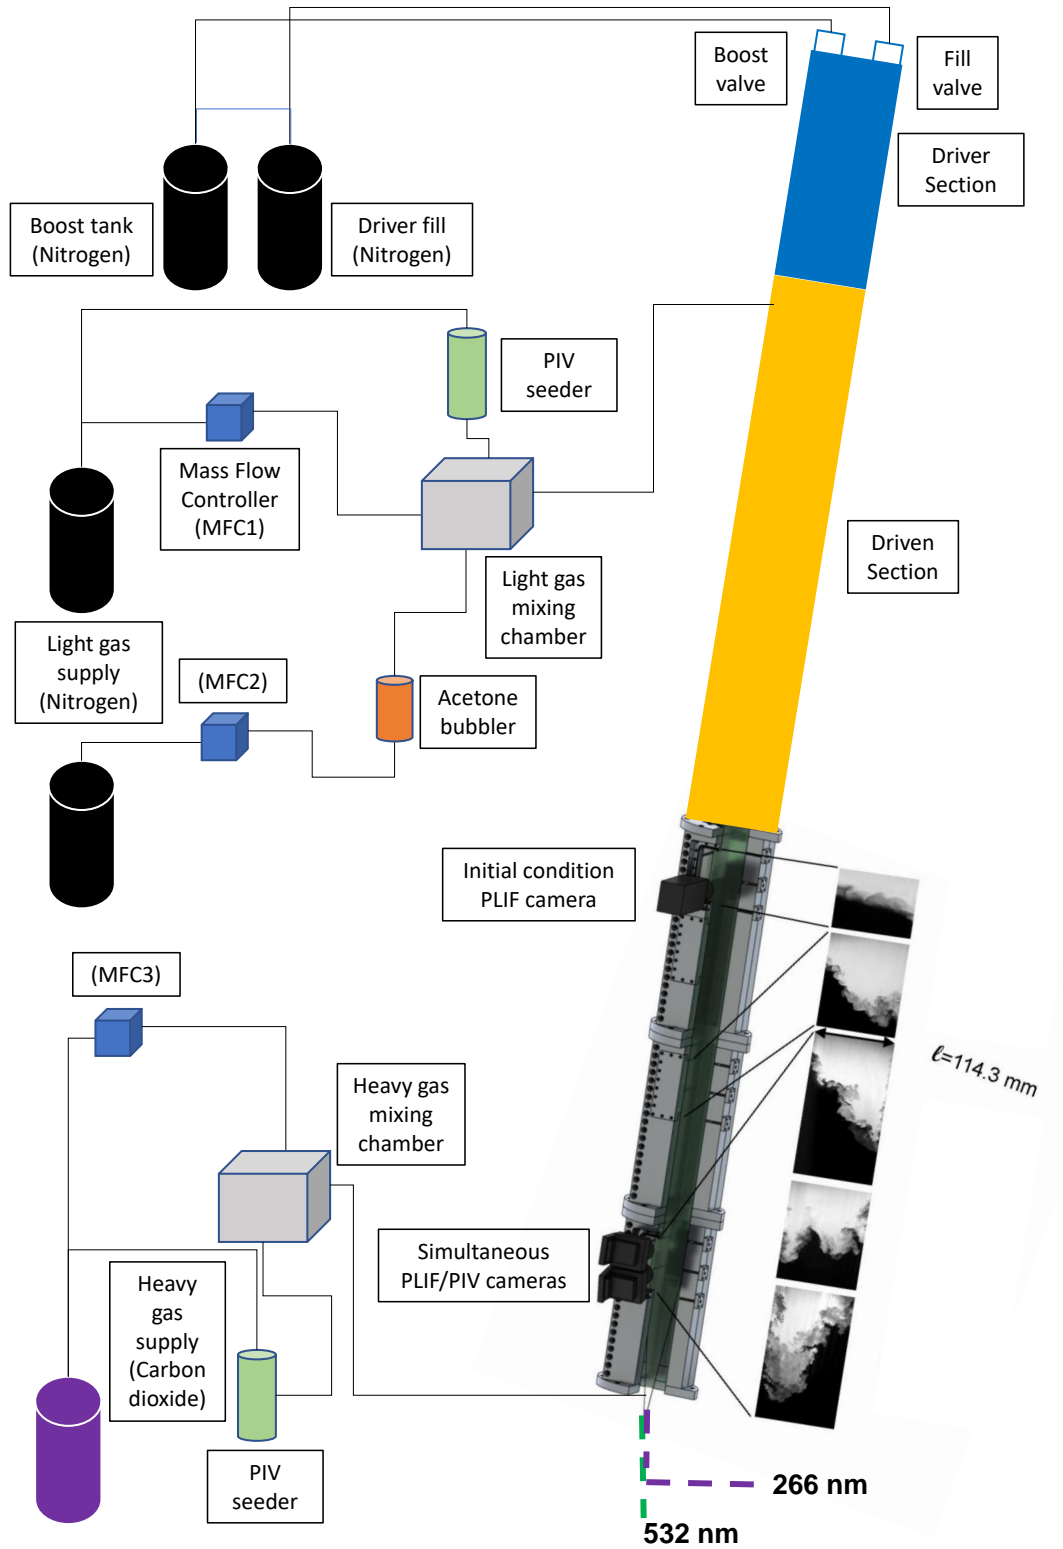 Boost
valve
Fill
valve
Driver
Section
Boost tank
(Nitrogen)
Driver fill
(Nitrogen)
PIV
seeder
Mass Flow
Controller
(MFC1)
Driven
Section
Light gas
mixing
chamber
Light gas
supply
(Nitrogen)
(MFC2)
Acetone
bubbler
Initial condition
PLIF camera
(MFC3)
ℓ=114.3 mm
Heavy gas
mixing
chamber
Simultaneous
PLIF/PIV cameras
Heavy
gas
supply
(Carbon
dioxide)
PIV
seeder
266 nm
532 nm